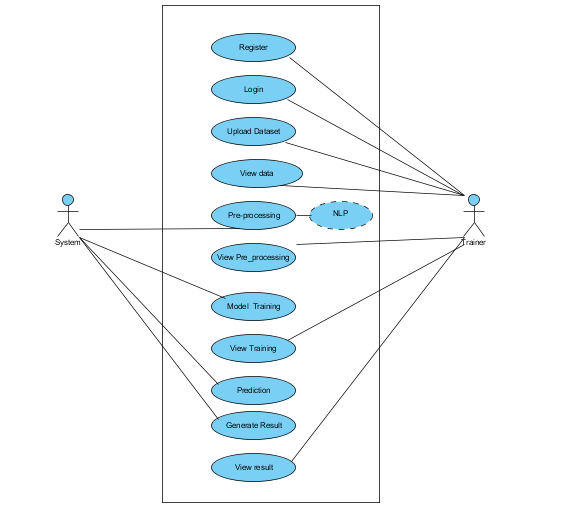 Register
Login
Upload Dataset
View data
Pre-processing
NLP
System
Trainer
View Pre_processing
Model  Training
View Training
Prediction
Generate Result
View result